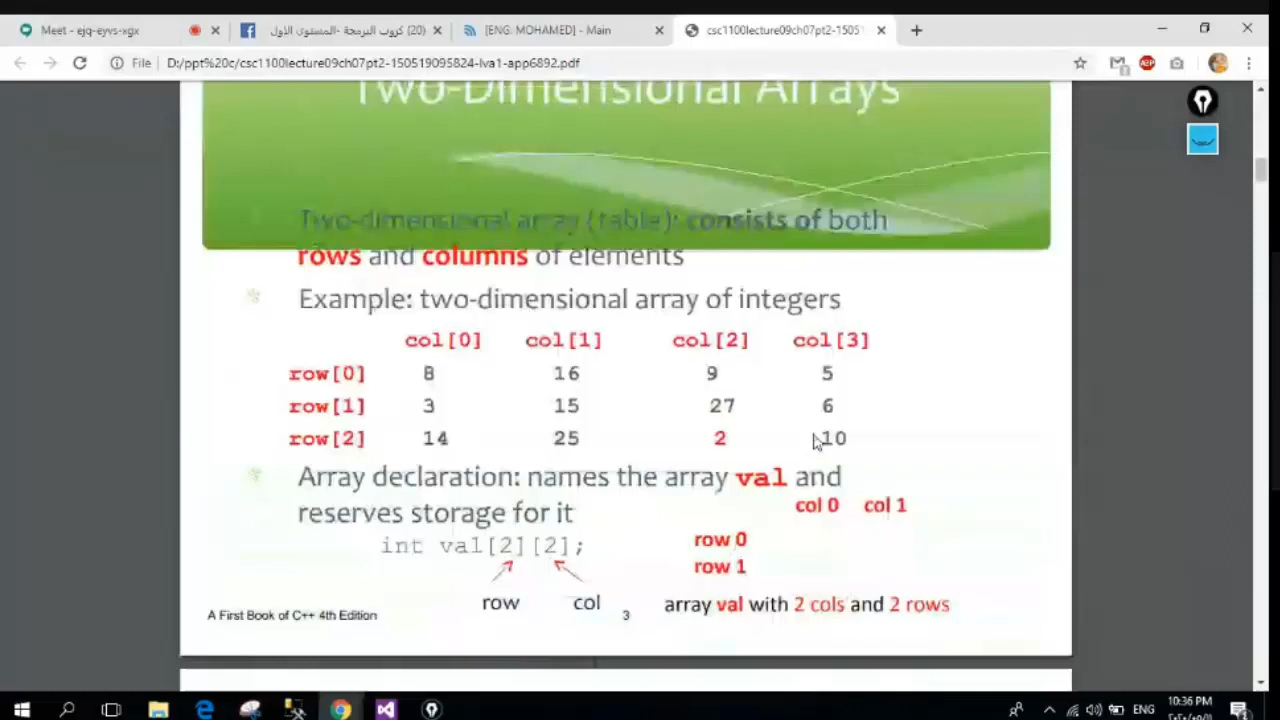 Meet - ejq-eyvs-xgx
(20) كروب البرمجة -المستوى الاول
[ENG. MOHAMED] - Main
csc1100lecture09ch07pt2-15051
File
D:/ppt%20c/csc1100lecture09ch07pt2-150519095824-lva1-app6892.pdf
Two-Dimensional Arrays
Two-dimensional array (table): consists of both
rows and columns of elements
Example: two-dimensional array of integers
col[0] col[1] col[2] col[3]
row[0] 8 16 9 5
row[1] 3 15 27 6
row[2] 14 25 2 10
Array declaration: names the array val and
reserves storage for it
col 0 col 1
int val[2][2];
row 0
row 1
row col
array val with 2 cols and 2 rows
A First Book of C++ 4th Edition
3
ENG
10:36 PM